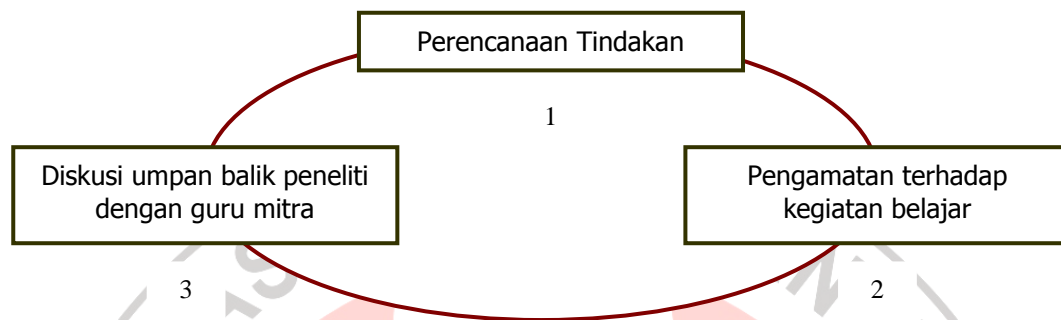 Perencanaan Tindakan
1
Diskusi umpan balik peneliti
dengan guru mitra
Pengamatan terhadap
kegiatan belajar
3
2